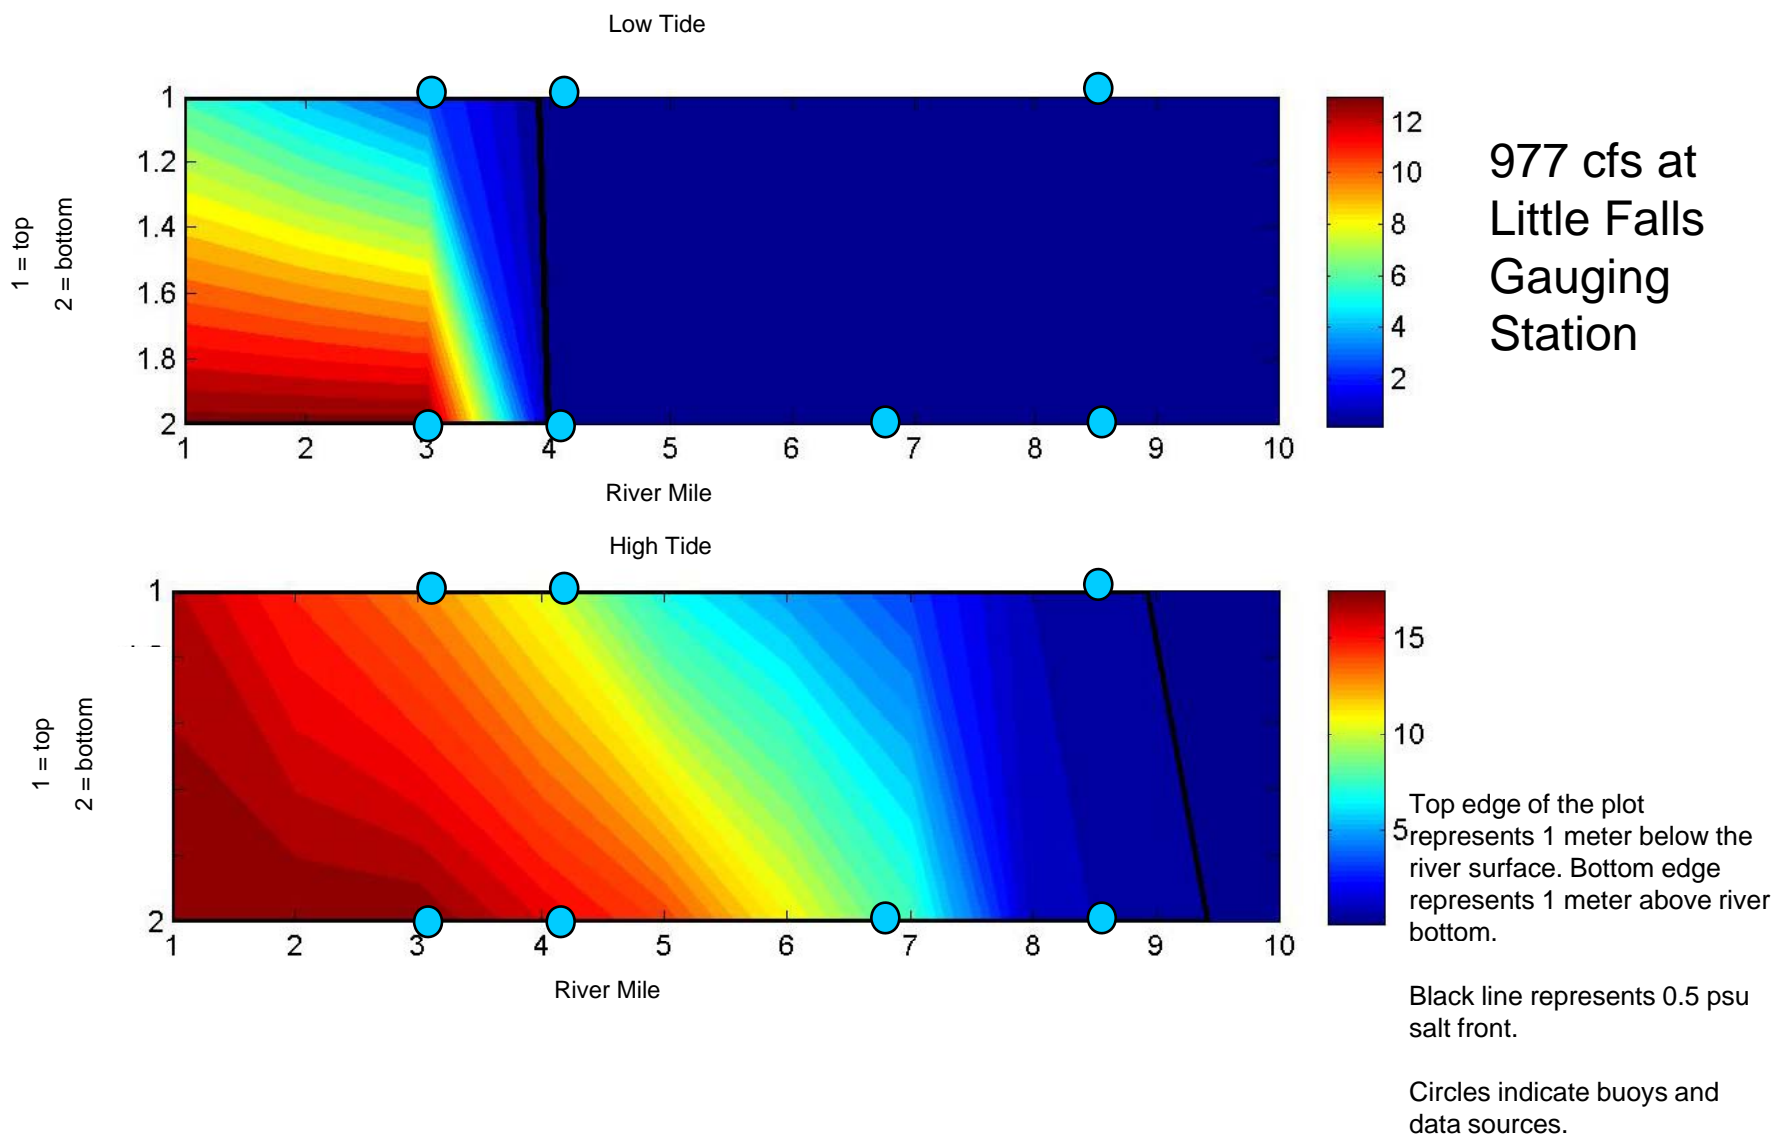 Low Tide
1
1.2
1.4
1.6
1.8
2
1 = top
2 = bottom
1 2 3 4 5 6 7 8 9 10
River Mile
12
10
8
6
4
2
977 cfs at
Little Falls
Gauging
Station
High Tide
1
2
1 = top
2 = bottom
1 2 3 4 5 6 7 8 9 10
River Mile
15
10
5
Top edge of the plot
represents 1 meter below the
river surface. Bottom edge
represents 1 meter above river
bottom.
Black line represents 0.5 psu
salt front.
Circles indicate buoys and
data sources.